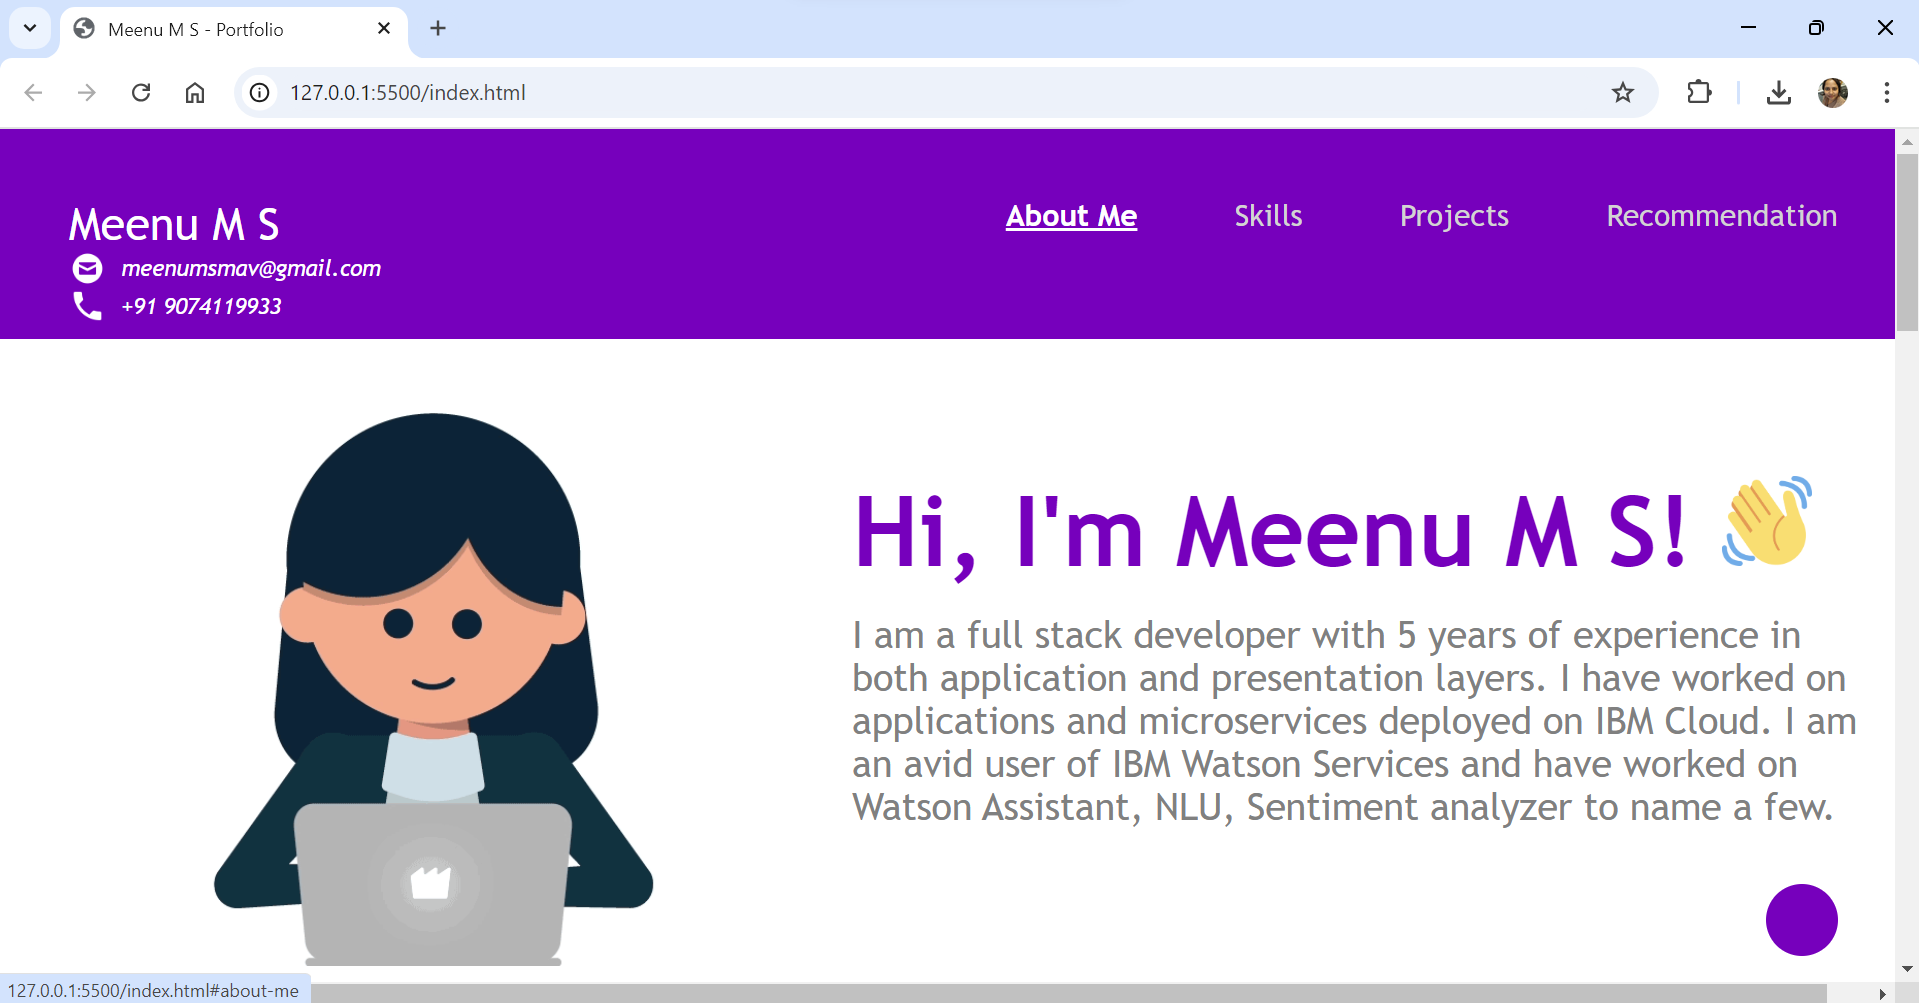 Meenu M S - Portfolio
127.0.0.1:5500/index.html
Meenu M S
meenumsmav@gmail.com
+91 9074119933
About Me
Skills
Projects
Recommendation
Hi, I'm Meenu M S! 👋
I am a full stack developer with 5 years of experience in
both application and presentation layers. I have worked on
applications and microservices deployed on IBM Cloud. I am
an avid user of IBM Watson Services and have worked on
Watson Assistant, NLU, Sentiment analyzer to name a few.
127.0.0.1:5500/index.html#about-me